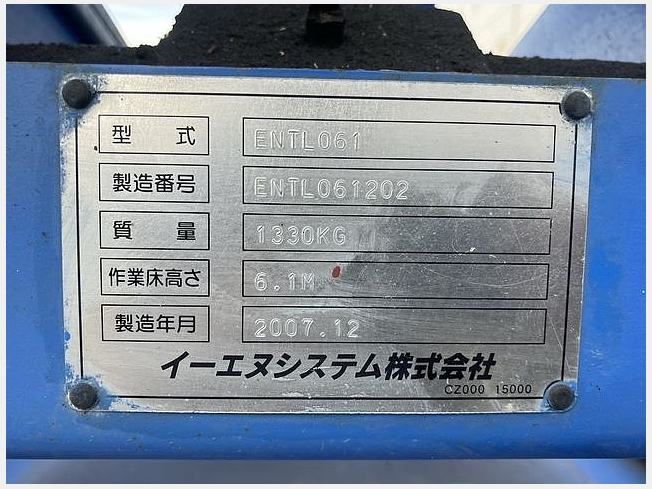 型 式 ENTL061
製造番号 ENTL061202
質 量 1330KG
作業床高さ 6.1M
製造年月 2007.12
イーエヌシステム株式会社
CZ000 15000